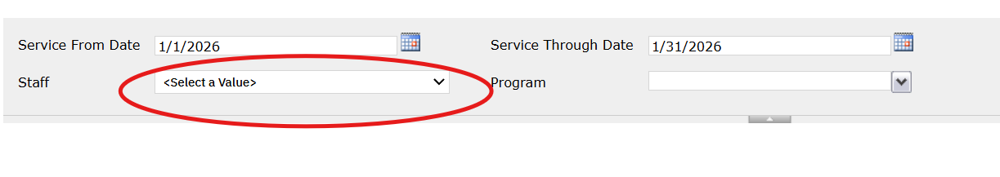 Service From Date 1/1/2026 Service Through Date 1/31/2026
Staff <Select a Value> Program